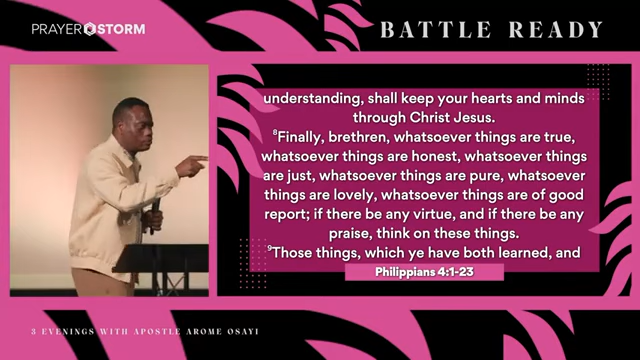 PRAYER STORM
BATTLE READY
understanding, shall keep your hearts and minds
through Christ Jesus.
⁸Finally, brethren, whatsoever things are true,
whatsoever things are honest, whatsoever things
are just, whatsoever things are pure, whatsoever
things are lovely, whatsoever things are of good
report; if there be any virtue, and if there be any
praise, think on these things.
⁹Those things, which ye have both learned, and
Philippians 4:1-23
3 EVENINGS WITH APOSTLE AROME OSAYI